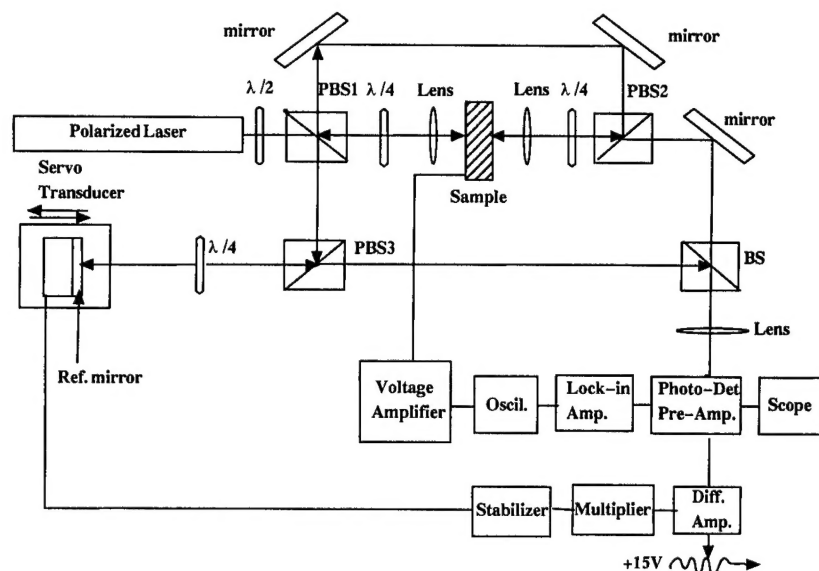 mirror
mirror
λ/2
PBS1
λ/4
Lens
Lens
λ/4
PBS2
mirror
Polarized Laser
Servo
Transducer
Sample
λ/4
PBS3
BS
Lens
Ref. mirror
Voltage
Amplifier
Oscil.
Lock-in
Amp.
Photo-Det
Pre-Amp.
Scope
Stabilizer
Multiplier
Diff.
Amp.
+15V